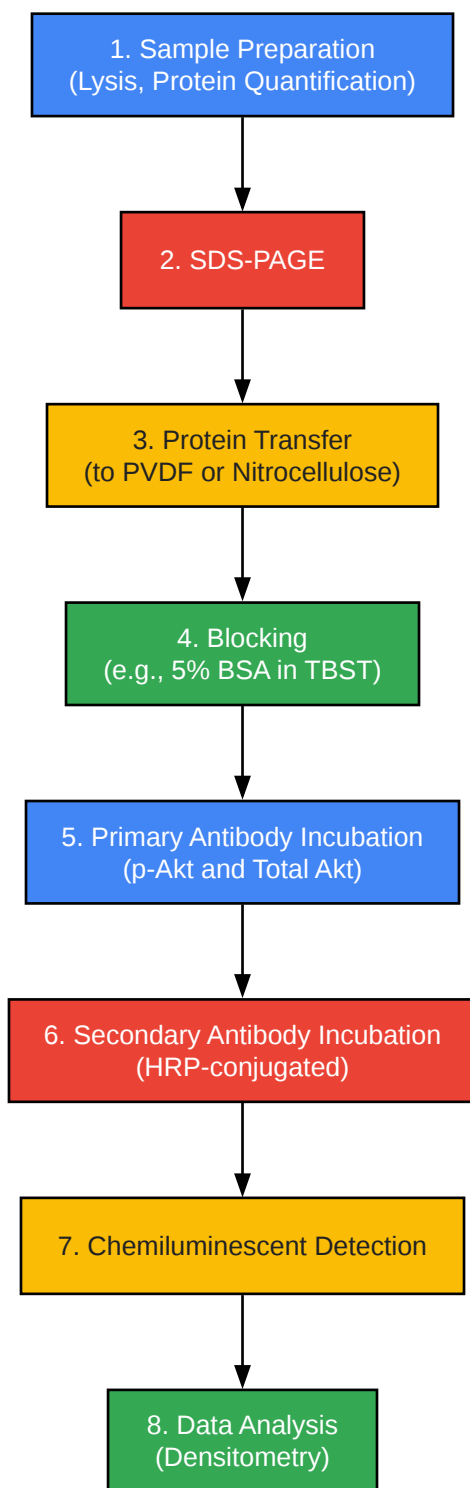 1. Sample Preparation
(Lysis, Protein Quantification)
2. SDS-PAGE
3. Protein Transfer
(to PVDF or Nitrocellulose)
4. Blocking
(e.g., 5% BSA in TBST)
5. Primary Antibody Incubation
(p-Akt and Total Akt)
6. Secondary Antibody Incubation
(HRP-conjugated)
7. Chemiluminescent Detection
8. Data Analysis
(Densitometry)